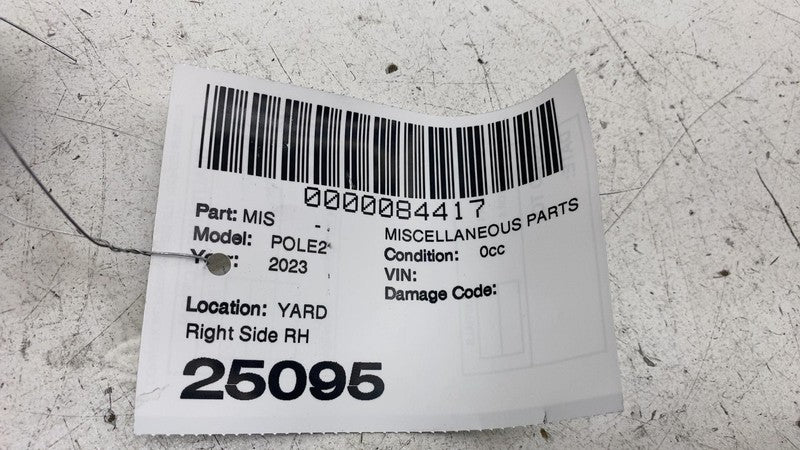 0000084417
Part: MIS - .
MISCELLANEOUS PARTS
Model: POLE2
Condition: 0cc
Year: 2023
VIN:
Damage Code:
Location: YARD
Right Side RH
25095